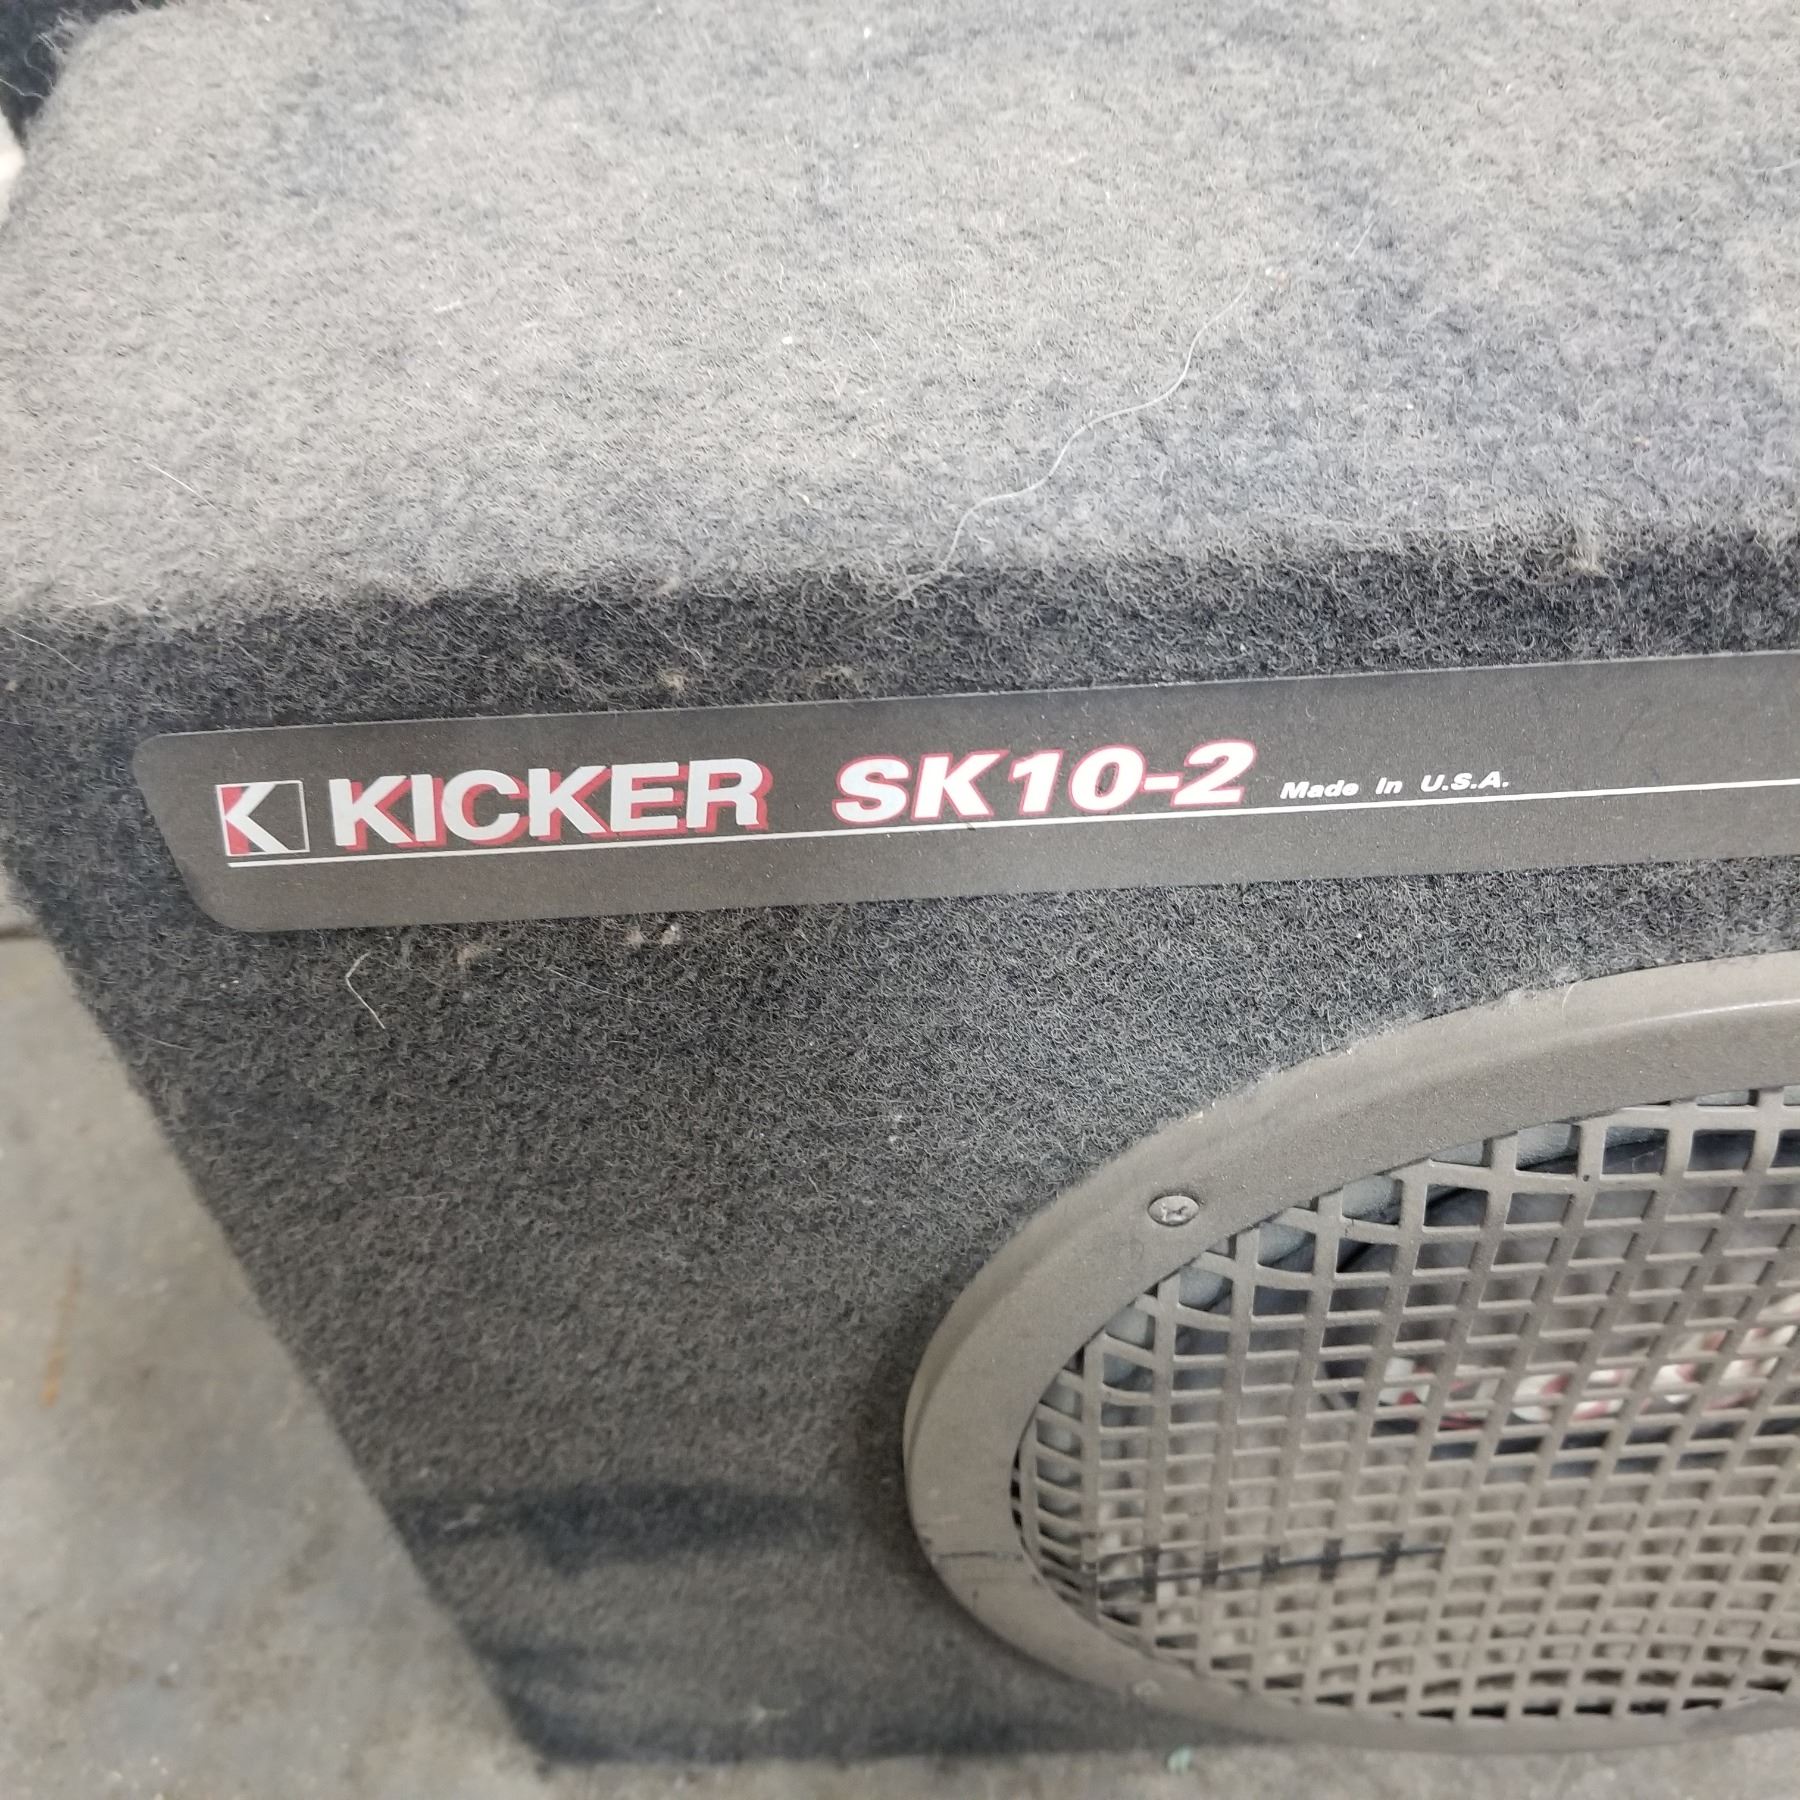 K KICKER SK10-2 Made In U.S.A.